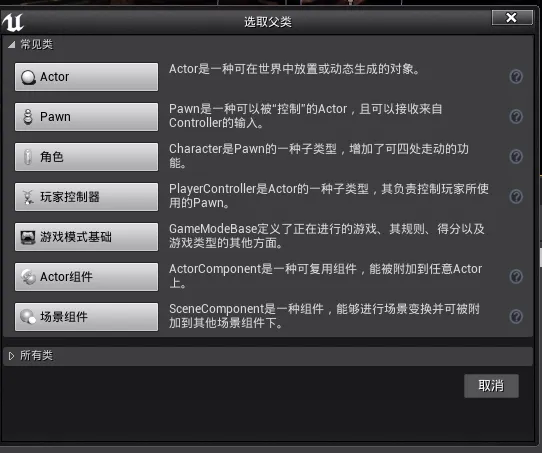 选取父类
常见类
Actor
Actor是一种可在世界中放置或动态生成的对象。
Pawn
Pawn是一种可以被“控制”的Actor，且可以接收来自
Controller的输入。
角色
Character是Pawn的一种子类型，增加了可四处走动的功
能。
玩家控制器
PlayerController是Actor的一种子类型，其负责控制玩家所使
用的Pawn。
游戏模式基础
GameModeBase定义了正在进行的游戏、其规则、得分以及
游戏类型的其他方面。
Actor组件
ActorComponent是一种可复用组件，能被附加到任意Actor
上。
场景组件
SceneComponent是一种组件，能够进行场景变换并可被附
加到其他场景组件下。
所有类
取消